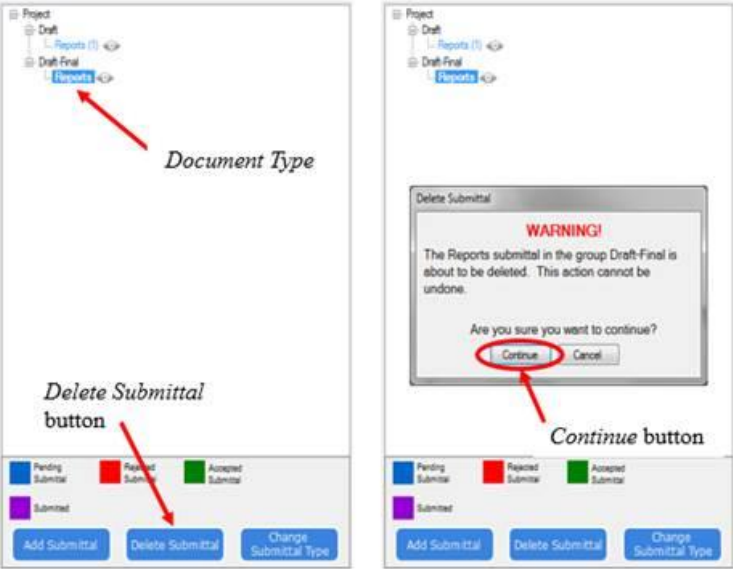 Project
Draft
Reports (1)
Draft-Final
Reports
Document Type
Delete Submittal
button
Pending
Submittal
Rejected
Submittal
Accepted
Submittal
Submitted
Add Submittal
Delete Submittal
Change
Submittal Type
Project
Draft
Reports (1)
Draft-Final
Reports
Delete Submittal
WARNING!
The Reports submittal in the group Draft-Final is
about to be deleted. This action cannot be
undone.
Are you sure you want to continue?
Continue
Cancel
Continue button
Pending
Submittal
Rejected
Submittal
Accepted
Submittal
Submitted
Add Submittal
Delete Submittal
Change
Submittal Type